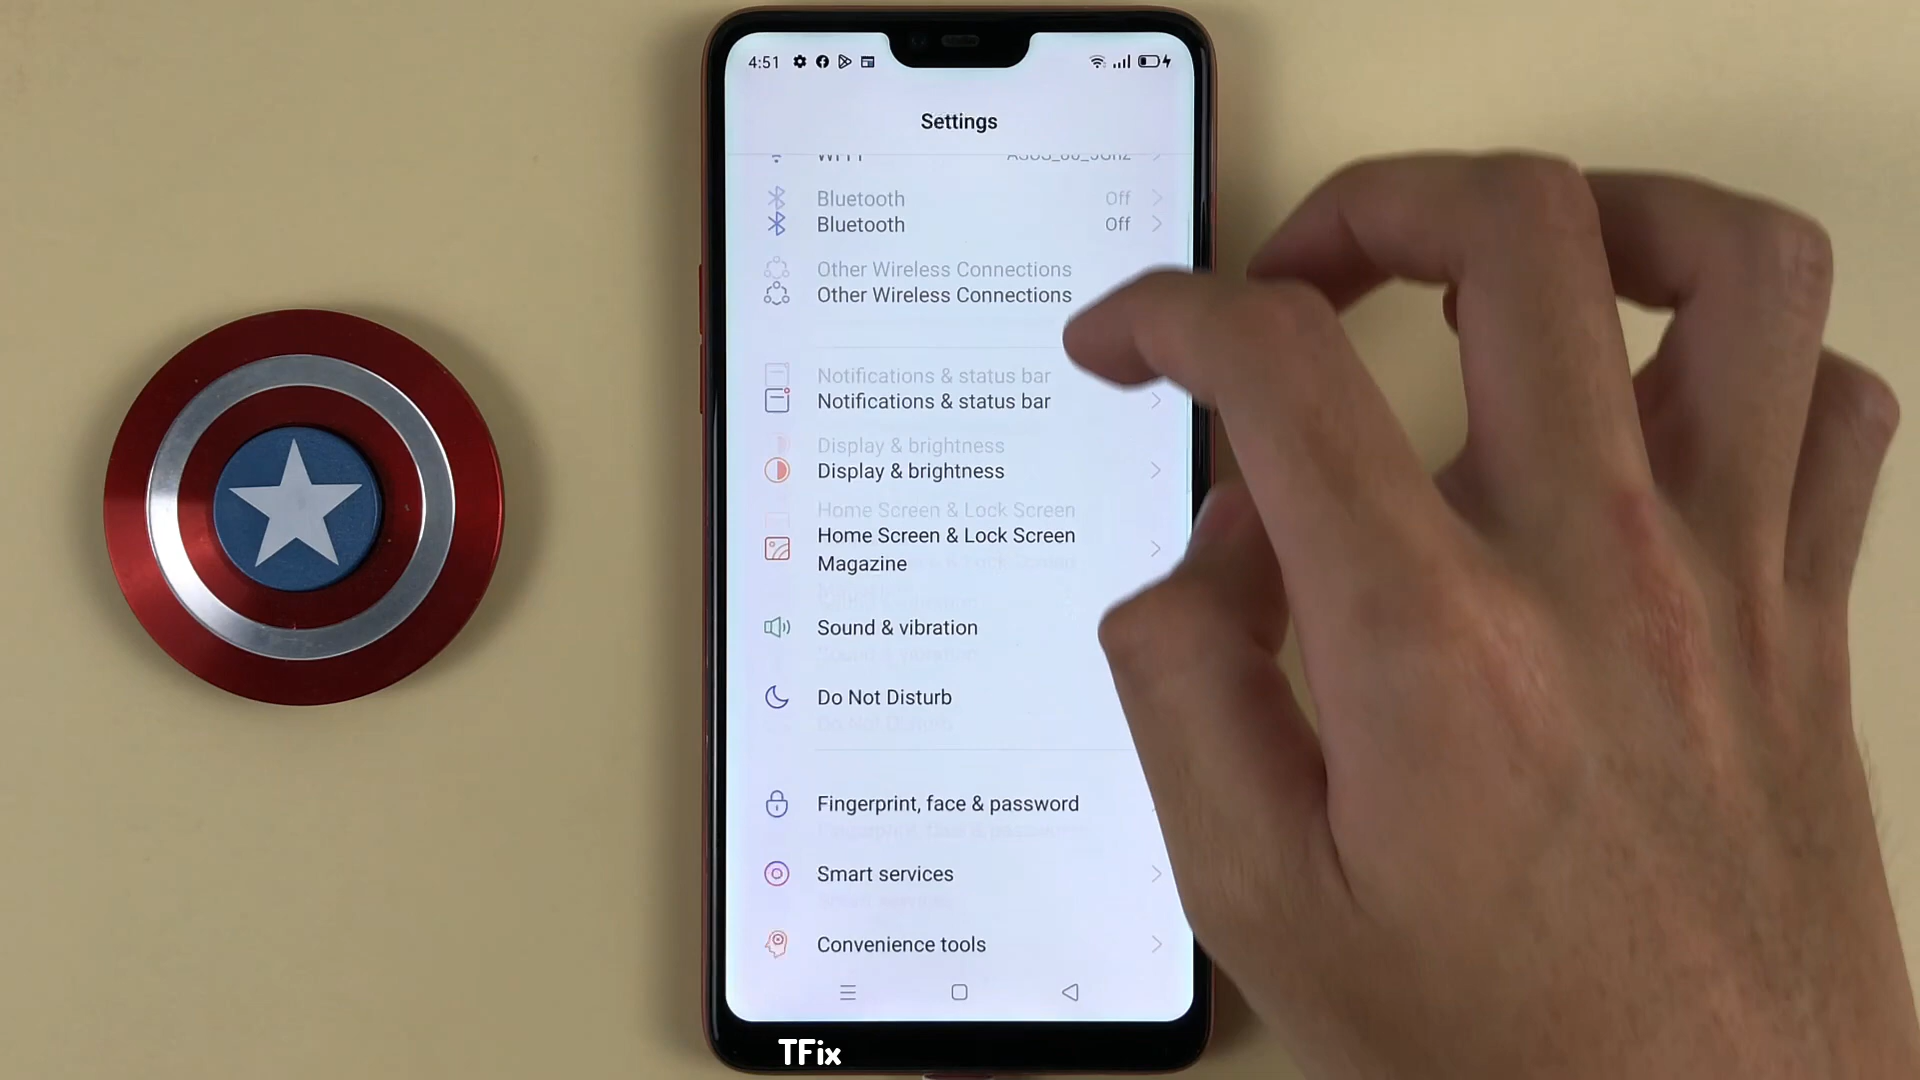 4:51
Settings
Bluetooth Off
Bluetooth Off
Other Wireless Connections
Other Wireless Connections
Notifications & status bar
Notifications & status bar
Display & brightness
Display & brightness
Home Screen & Lock Screen
Home Screen & Lock Screen
Magazine
Sound & vibration
Do Not Disturb
Fingerprint, face & password
Smart services
Convenience tools
TFix